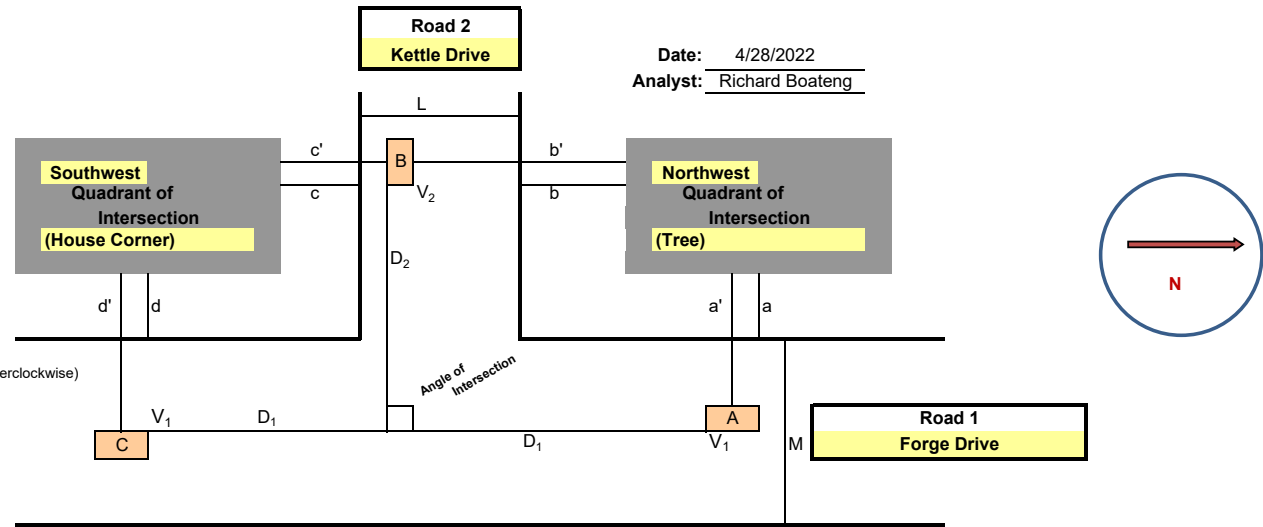 Road 2
Kettle Drive
Date: 4/28/2022
Analyst: Richard Boateng
L
c' B b'
c V2 b
Southwest
Quadrant of
Intersection
(House Corner)
Northwest
Quadrant of
Intersection
(Tree)
D2
N
d' d
a' a
erclockwise)
Angle of
Intersection
V1 D1
C
D1 V1
A
M
Road 1
Forge Drive